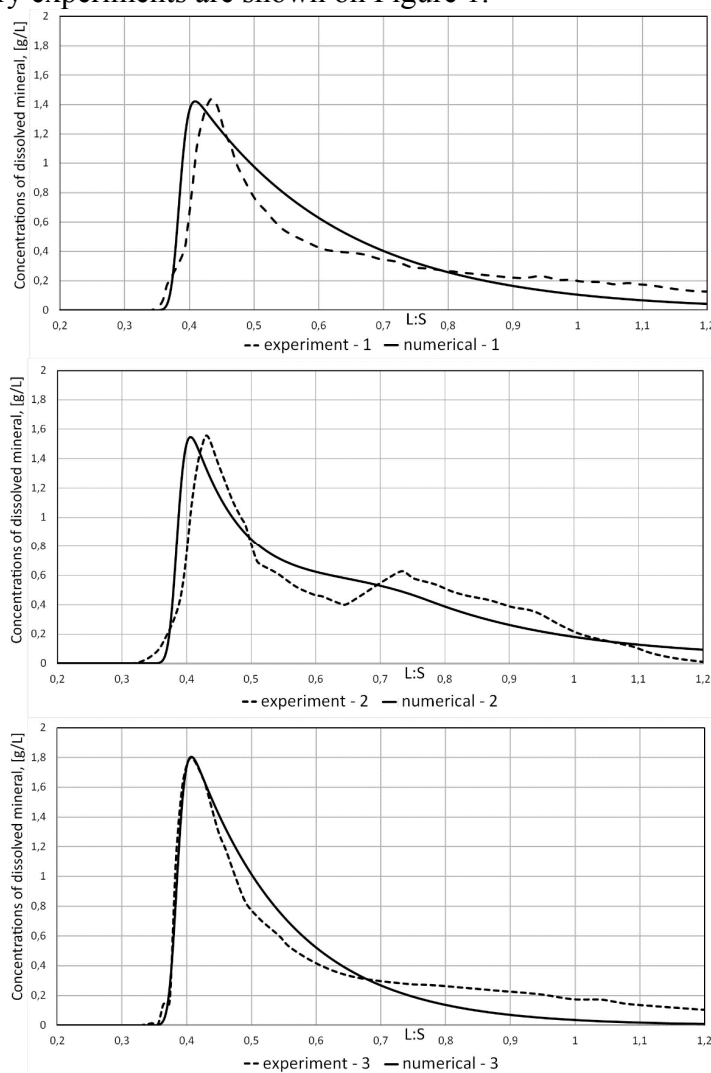 ry experiments are shown on Figure 1.
Concentrations of dissolved mineral, [g/L]
2
1,8
1,6
1,4
1,2
1
0,8
0,6
0,4
0,2
0
0,2 0,3 0,4 0,5 0,6 0,7 0,8 0,9 1 1,1 1,2
L:S
experiment - 1 numerical - 1
Concentrations of dissolved mineral, [g/L]
2
1,8
1,6
1,4
1,2
1
0,8
0,6
0,4
0,2
0
0,2 0,3 0,4 0,5 0,6 0,7 0,8 0,9 1 1,1 1,2
L:S
experiment - 2 numerical - 2
Concentrations of dissolved mineral, [g/L]
2
1,8
1,6
1,4
1,2
1
0,8
0,6
0,4
0,2
0
0,2 0,3 0,4 0,5 0,6 0,7 0,8 0,9 1 1,1 1,2
L:S
experiment - 3 numerical - 3